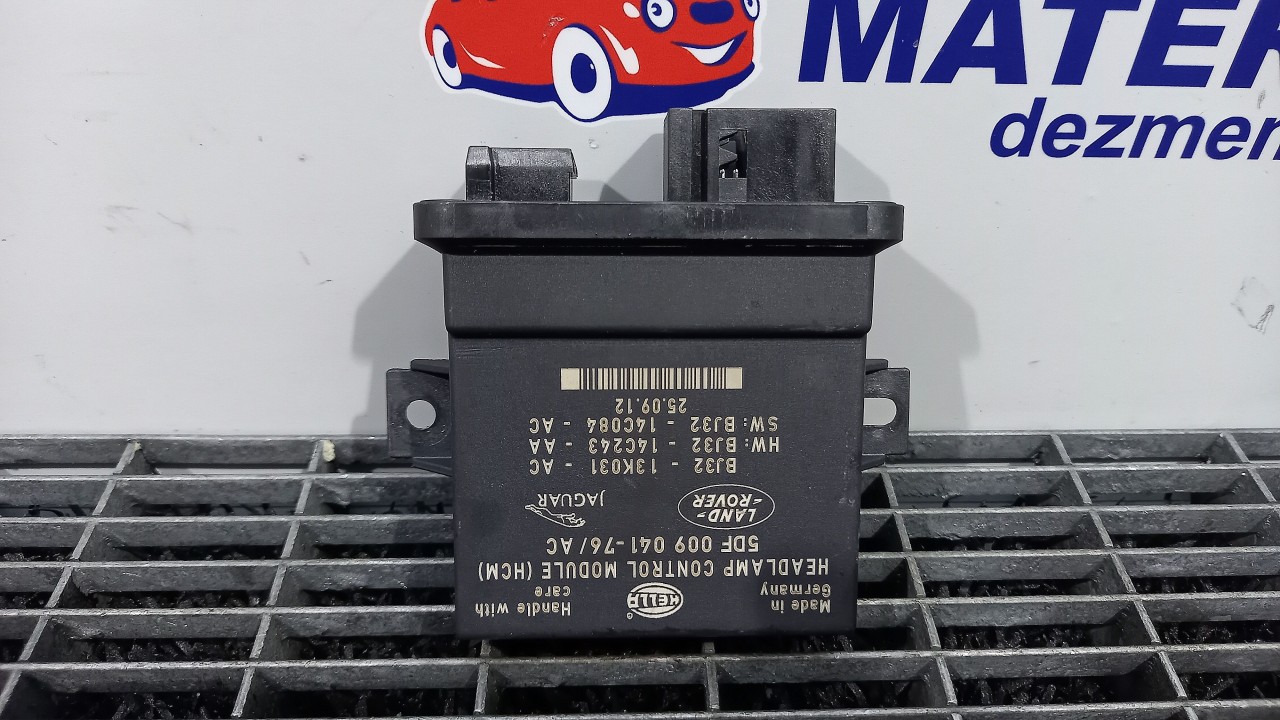 MATER
dezmem
Made in
Germany
HELLA
®
Handle with
care
HEADLAMP CONTROL MODULE (HCM)
5DF 009 041-76/AC
LAND-
-ROVER
JAGUAR
BJ32 - 13K031 - AC
HW: BJ32 - 14C243 - AA
SW: BJ32 - 14C084 - AC
25.09.12